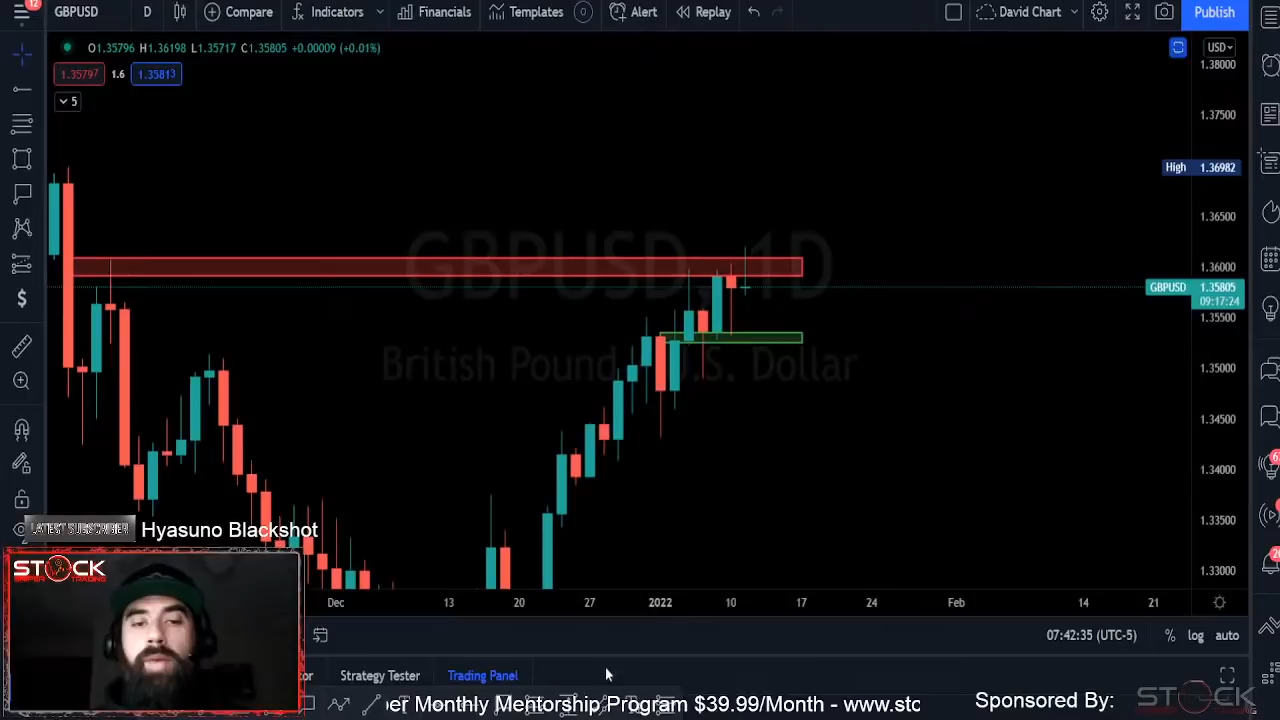 12
GBPUSD
D
Compare
Indicators
Financials
Templates
Alert
Replay
David Chart
Publish
O1.35796 H1.36198 L1.35717 C1.35805 +0.00009 (+0.01%)
USD
1.35797
1.6
1.35813
5
1.38000
1.37500
High 1.36982
1.36500
1.36000
GBPUSD 1.35805
09:17:24
1.35500
1.35000
1.34500
1.34000
1.33500
1.33000
GBPUSD, 1D
British Pound U.S. Dollar
LATEST SUBSCRIBER
Hyasuno Blackshot
STOCK
SNIPER TRADING
Dec
13
20
27
2022
10
17
24
Feb
14
21
07:42:35 (UTC-5)
%
log
auto
Strategy Tester
Trading Panel
er Monthly Mentorship Program $39.99/Month - www.stc
Sponsored By:
STOCK